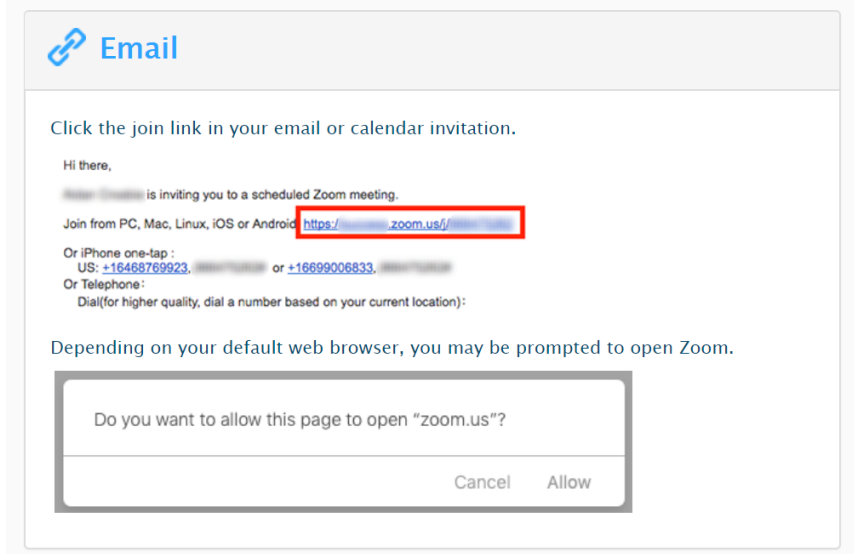 Email
Click the join link in your email or calendar invitation.
Hi there,
is inviting you to a scheduled Zoom meeting.
Join from PC, Mac, Linux, iOS or Android: https:/ .zoom.us/j/
Or iPhone one-tap :
US: +16468769923, or +16699006833,
Or Telephone:
Dial(for higher quality, dial a number based on your current location):
Depending on your default web browser, you may be prompted to open Zoom.
Do you want to allow this page to open “zoom.us”?
Cancel Allow